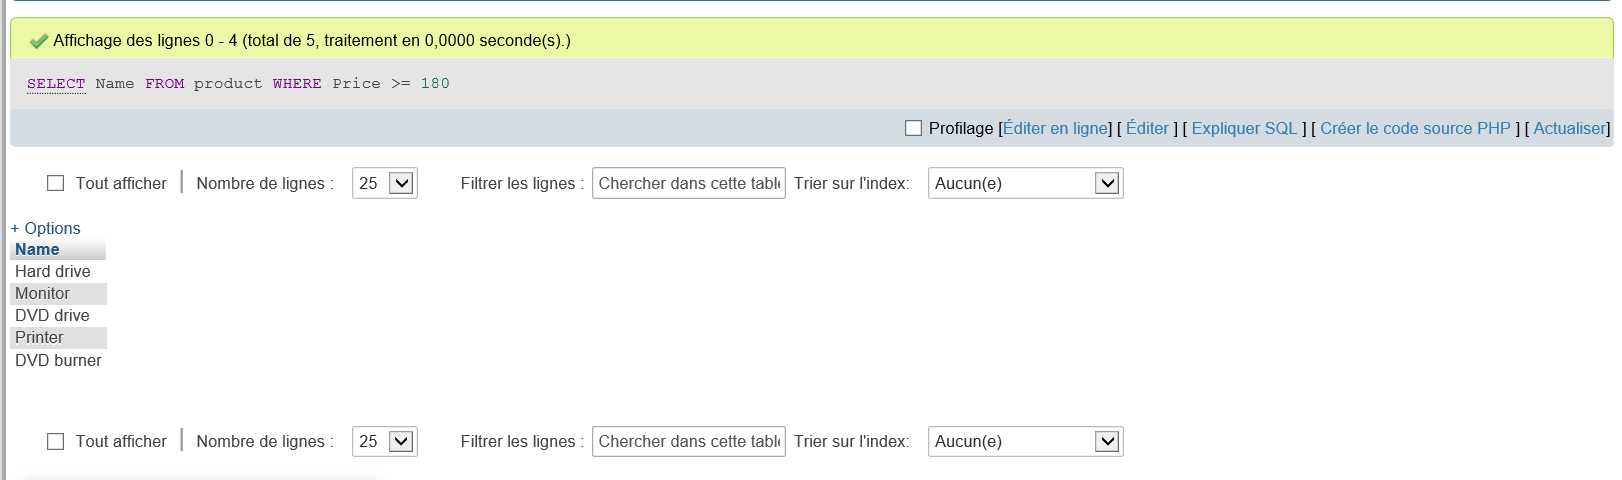 Affichage des lignes 0 - 4 (total de 5, traitement en 0,0000 seconde(s).)
SELECT Name FROM product WHERE Price >= 180
Profilage [Éditer en ligne] [ Éditer ] [ Expliquer SQL ] [ Créer le code source PHP ] [ Actualiser]
Tout afficher | Nombre de lignes : 25 Filtrer les lignes : Chercher dans cette table Trier sur l'index: Aucun(e)
+ Options
Name
Hard drive
Monitor
DVD drive
Printer
DVD burner
Tout afficher | Nombre de lignes : 25 Filtrer les lignes : Chercher dans cette table Trier sur l'index: Aucun(e)